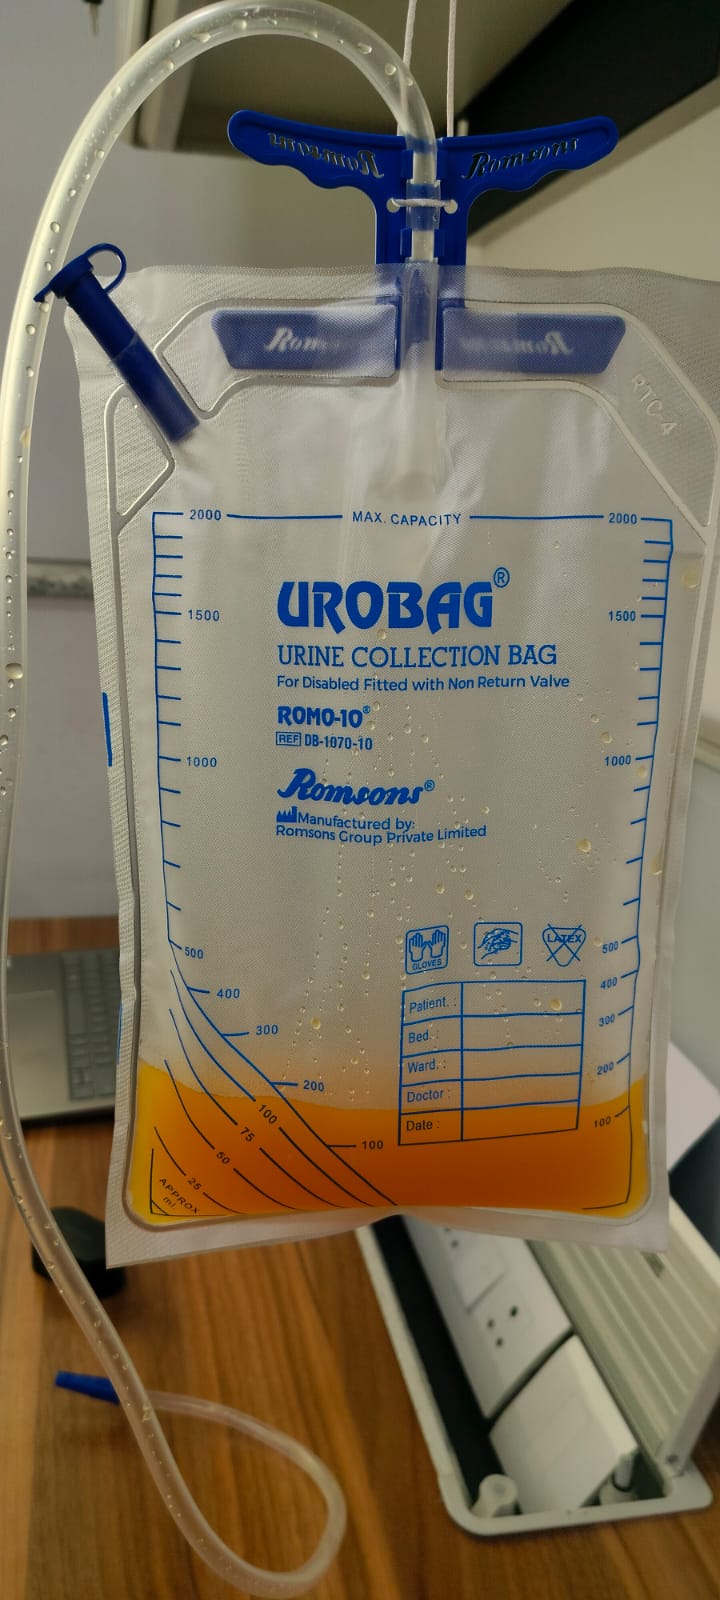 Romsons Romsons
Romsons Romsons
RTC-4
2000 MAX. CAPACITY 2000
UROBAG®
1500 1500
URINE COLLECTION BAG
For Disabled Fitted with Non Return Valve
ROMO-10®
REF DB-1070-10
1000 1000
Romsons®
Manufactured by:
Romsons Group Private Limited
GLOVES LATEX
500 500
400 400
300 300
200 200
100 100
100
75
50
25
APPROX
ml.
Patient. :
Bed. :
Ward. :
Doctor :
Date :